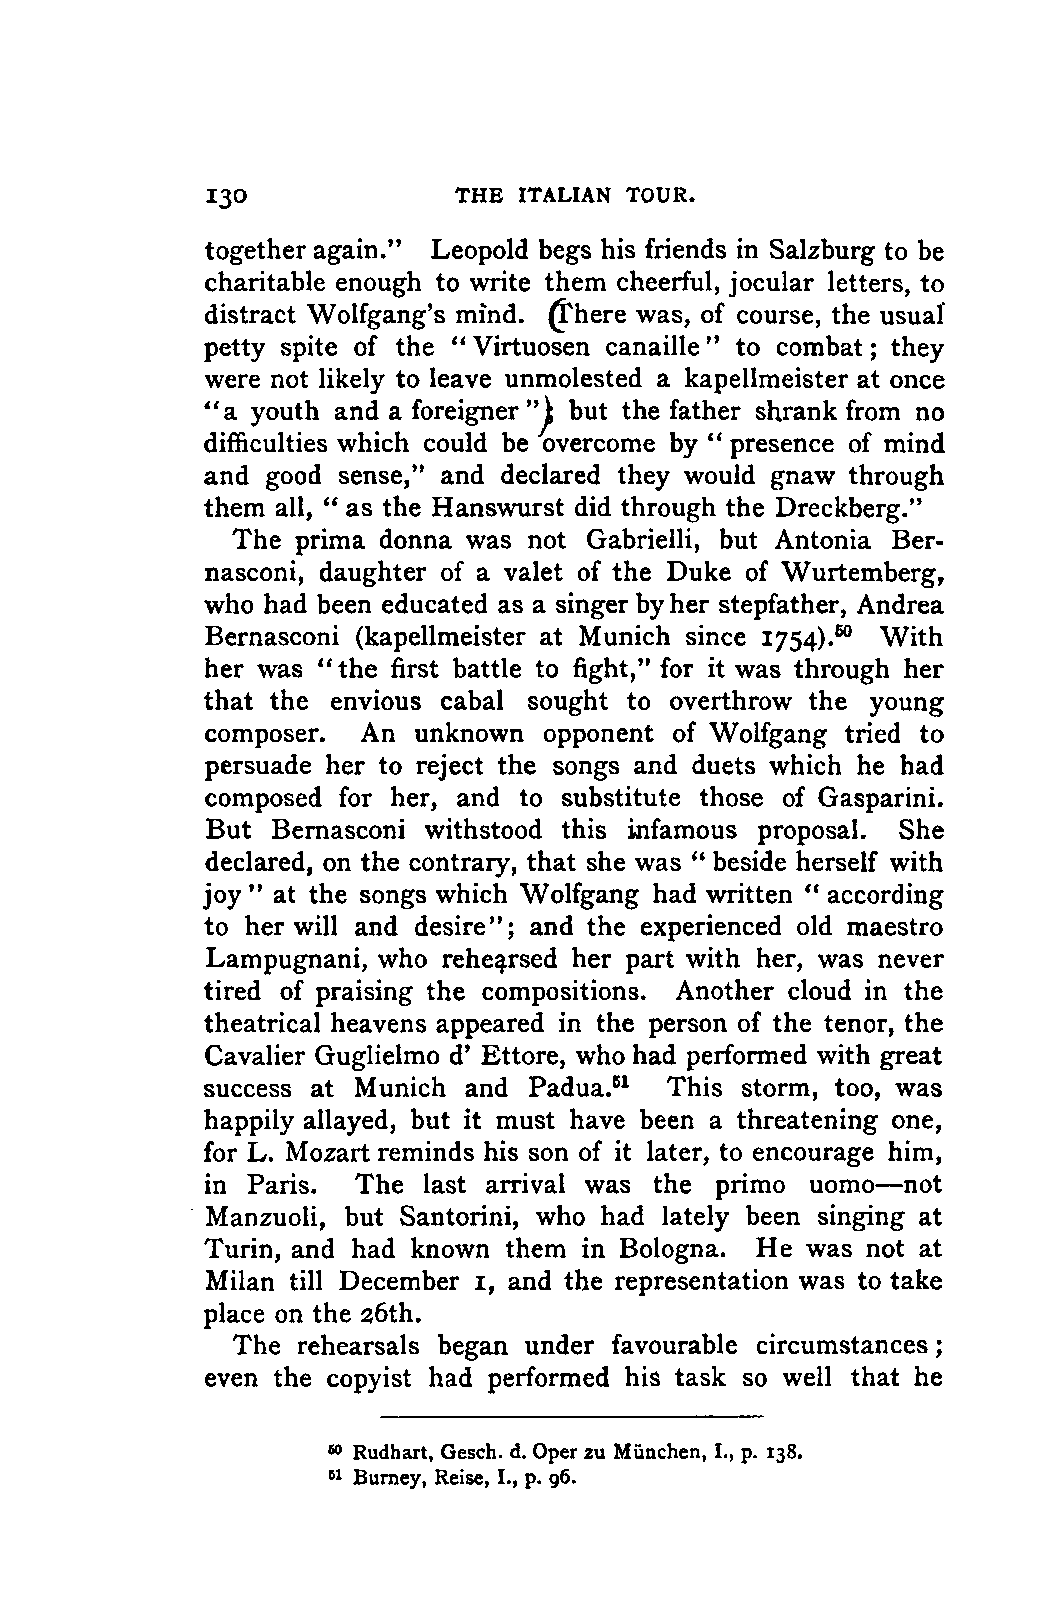 130 THE ITALIAN TOUR.
together again." Leopold begs his friends in Salzburg to be
charitable enough to write them cheerful, jocular letters, to
distract Wolfgang's mind. (There was, of course, the usual
petty spite of the "Virtuosen canaille" to combat; they
were not likely to leave unmolested a kapellmeister at once
"a youth and a foreigner"); but the father shrank from no
difficulties which could be overcome by "presence of mind
and good sense," and declared they would gnaw through
them all, "as the Hanswurst did through the Dreckberg."
The prima donna was not Gabrielli, but Antonia Ber-
nasconi, daughter of a valet of the Duke of Wurtemberg,
who had been educated as a singer by her stepfather, Andrea
Bernasconi (kapellmeister at Munich since 1754).⁵⁰ With
her was "the first battle to fight," for it was through her
that the envious cabal sought to overthrow the young
composer. An unknown opponent of Wolfgang tried to
persuade her to reject the songs and duets which he had
composed for her, and to substitute those of Gasparini.
But Bernasconi withstood this infamous proposal. She
declared, on the contrary, that she was "beside herself with
joy" at the songs which Wolfgang had written "according
to her will and desire"; and the experienced old maestro
Lampugnani, who rehearsed her part with her, was never
tired of praising the compositions. Another cloud in the
theatrical heavens appeared in the person of the tenor, the
Cavalier Guglielmo d' Ettore, who had performed with great
success at Munich and Padua.⁵¹ This storm, too, was
happily allayed, but it must have been a threatening one,
for L. Mozart reminds his son of it later, to encourage him,
in Paris. The last arrival was the primo uomo—not
Manzuoli, but Santorini, who had lately been singing at
Turin, and had known them in Bologna. He was not at
Milan till December 1, and the representation was to take
place on the 26th.
The rehearsals began under favourable circumstances;
even the copyist had performed his task so well that he
⁵⁰ Rudhart, Gesch. d. Oper zu München, I., p. 138.
⁵¹ Burney, Reise, I., p. 96.